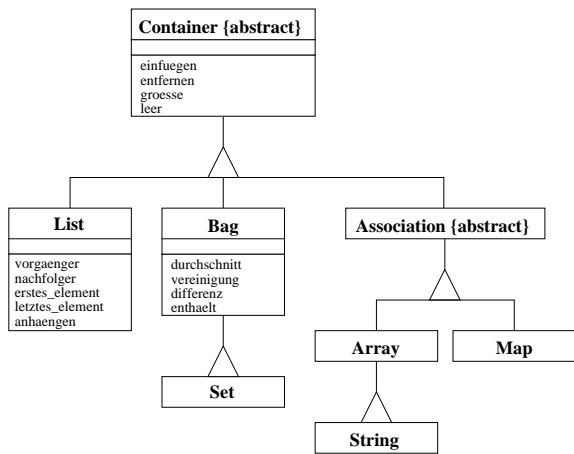 Container {abstract}
einfuegen
entfernen
groesse
leer
List
vorgaenger
nachfolger
erstes_element
letztes_element
anhaengen
Bag
durchschnitt
vereinigung
differenz
enthaelt
Association {abstract}
Array
Map
Set
String